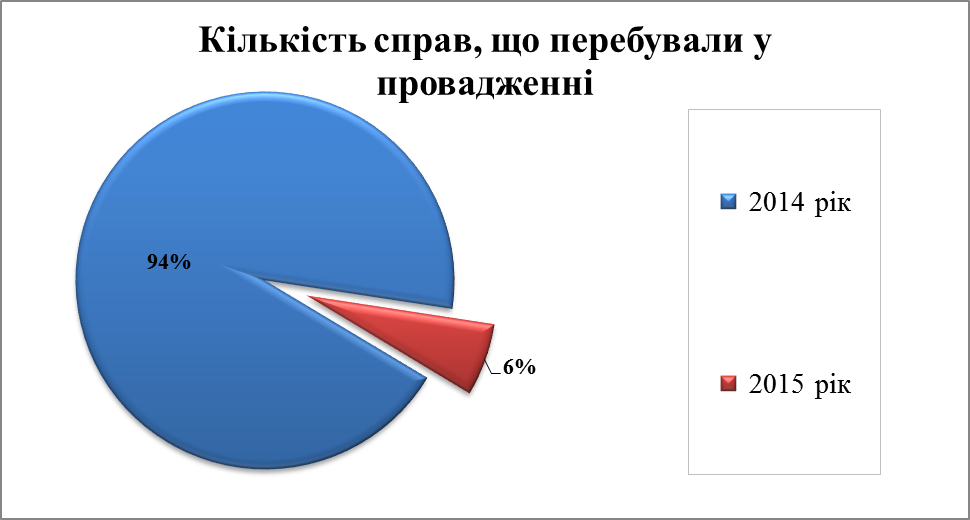 Кількість справ, що перебували у
провадженні
94%
6%
2014 рік
2015 рік